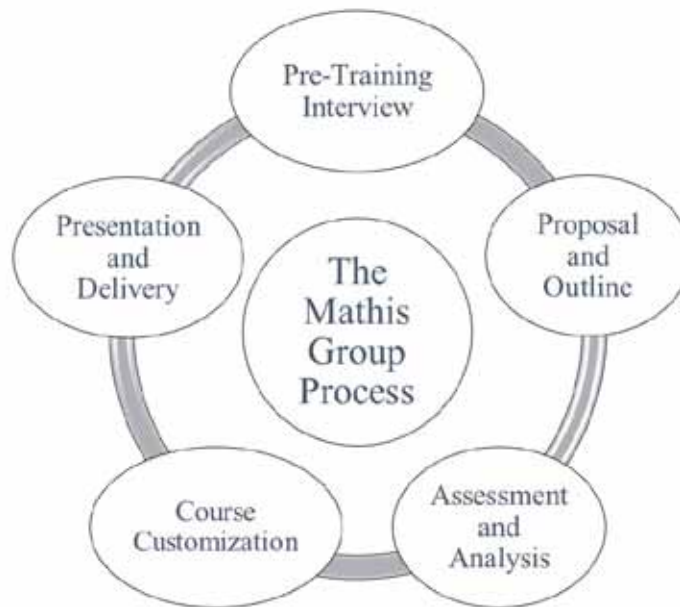 Pre-Training
Interview
Proposal
and
Outline
Assessment
and
Analysis
Course
Customization
Presentation
and
Delivery
The
Mathis
Group
Process